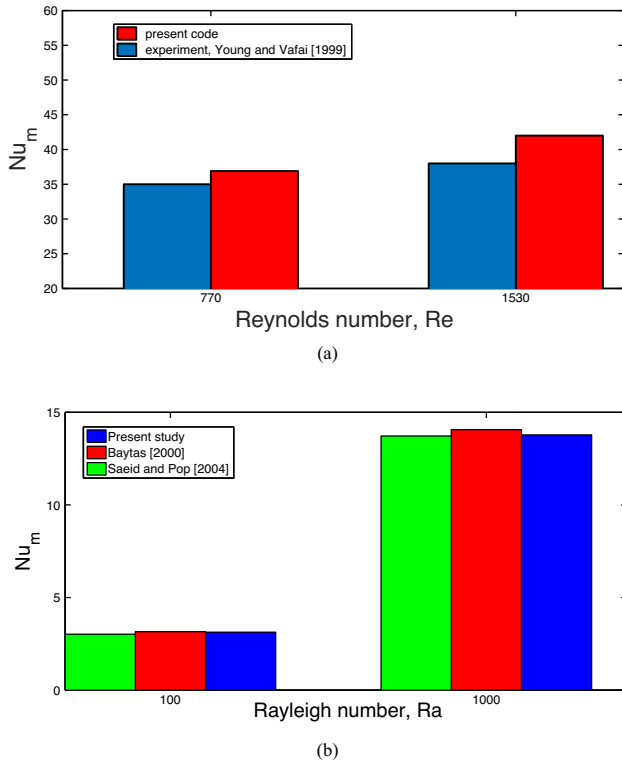 60
55
50
45
40
35
30
25
20
Nu_m
present code
experiment, Young and Vafai [1999]
770
1530
Reynolds number, Re
(a)
15
10
5
0
Nu_m
Present study
Baytas [2000]
Saeid and Pop [2004]
100
1000
Rayleigh number, Ra
(b)